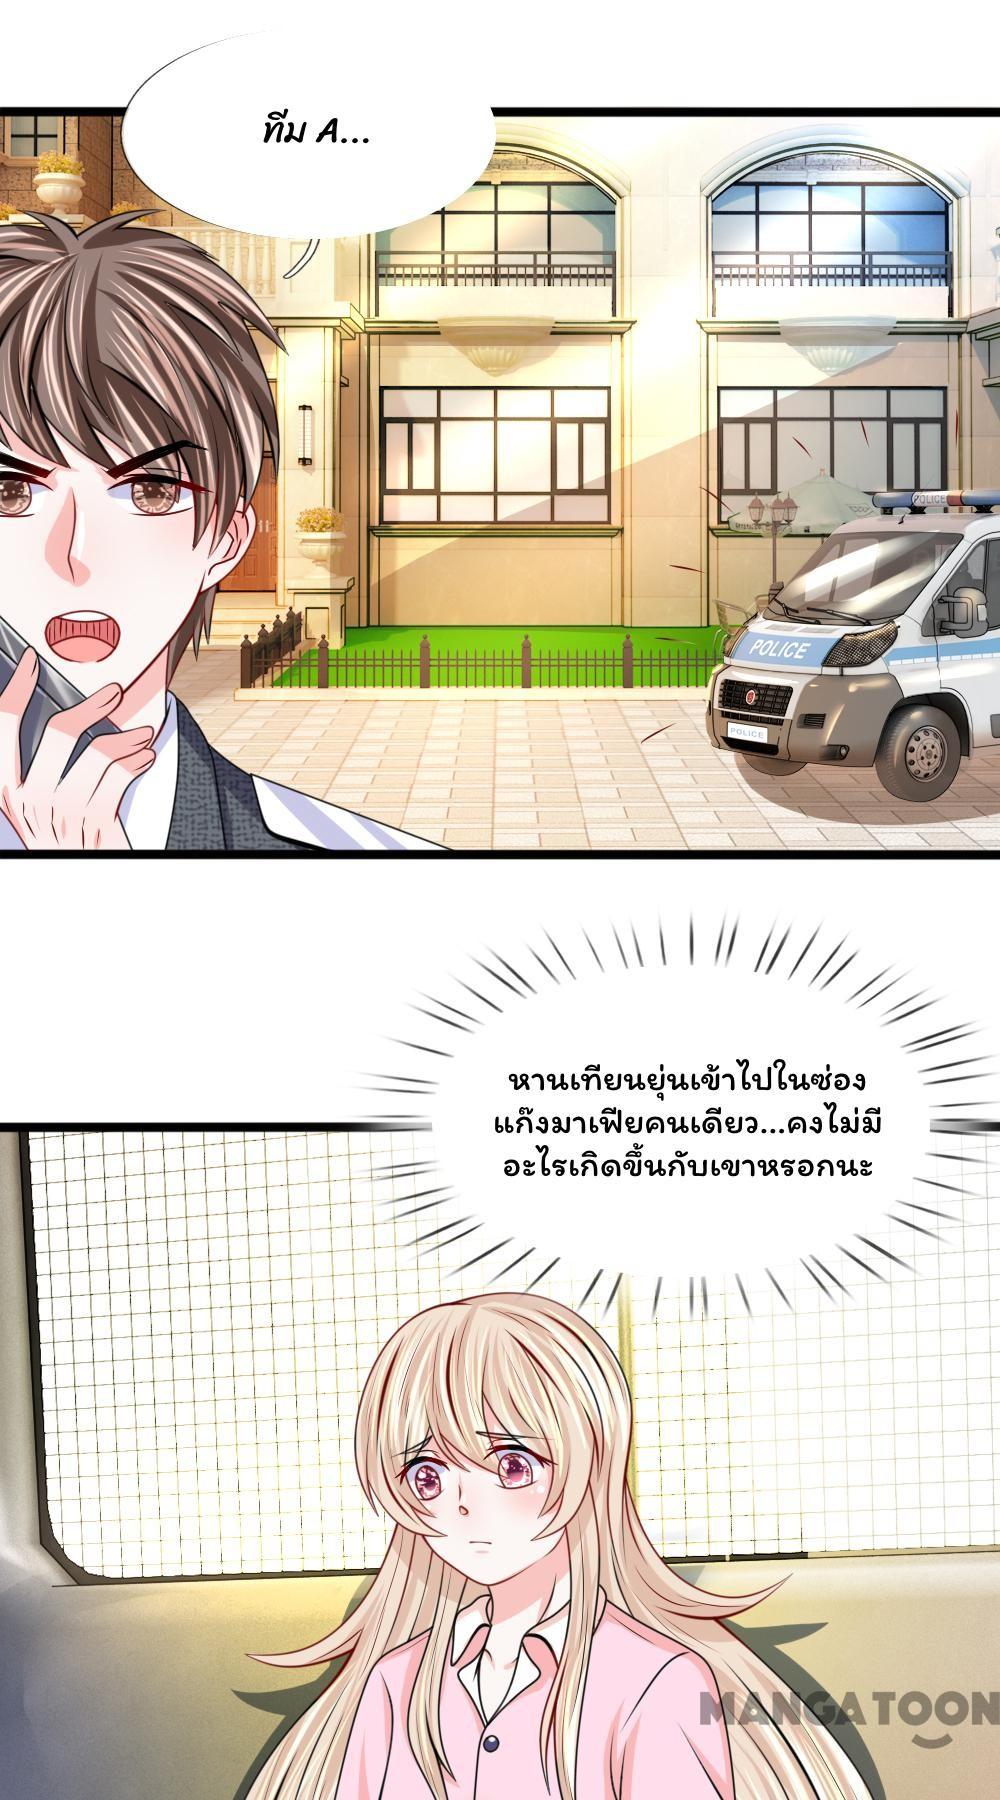 ทีม A...
POLICE
POLICE
POLICE
หานเทียนยุ่นเข้าไปในซ่อง
แก๊งมาเฟียคนเดียว...คงไม่มี
อะไรเกิดขึ้นกับเขาหรอกนะ
MANGATOON